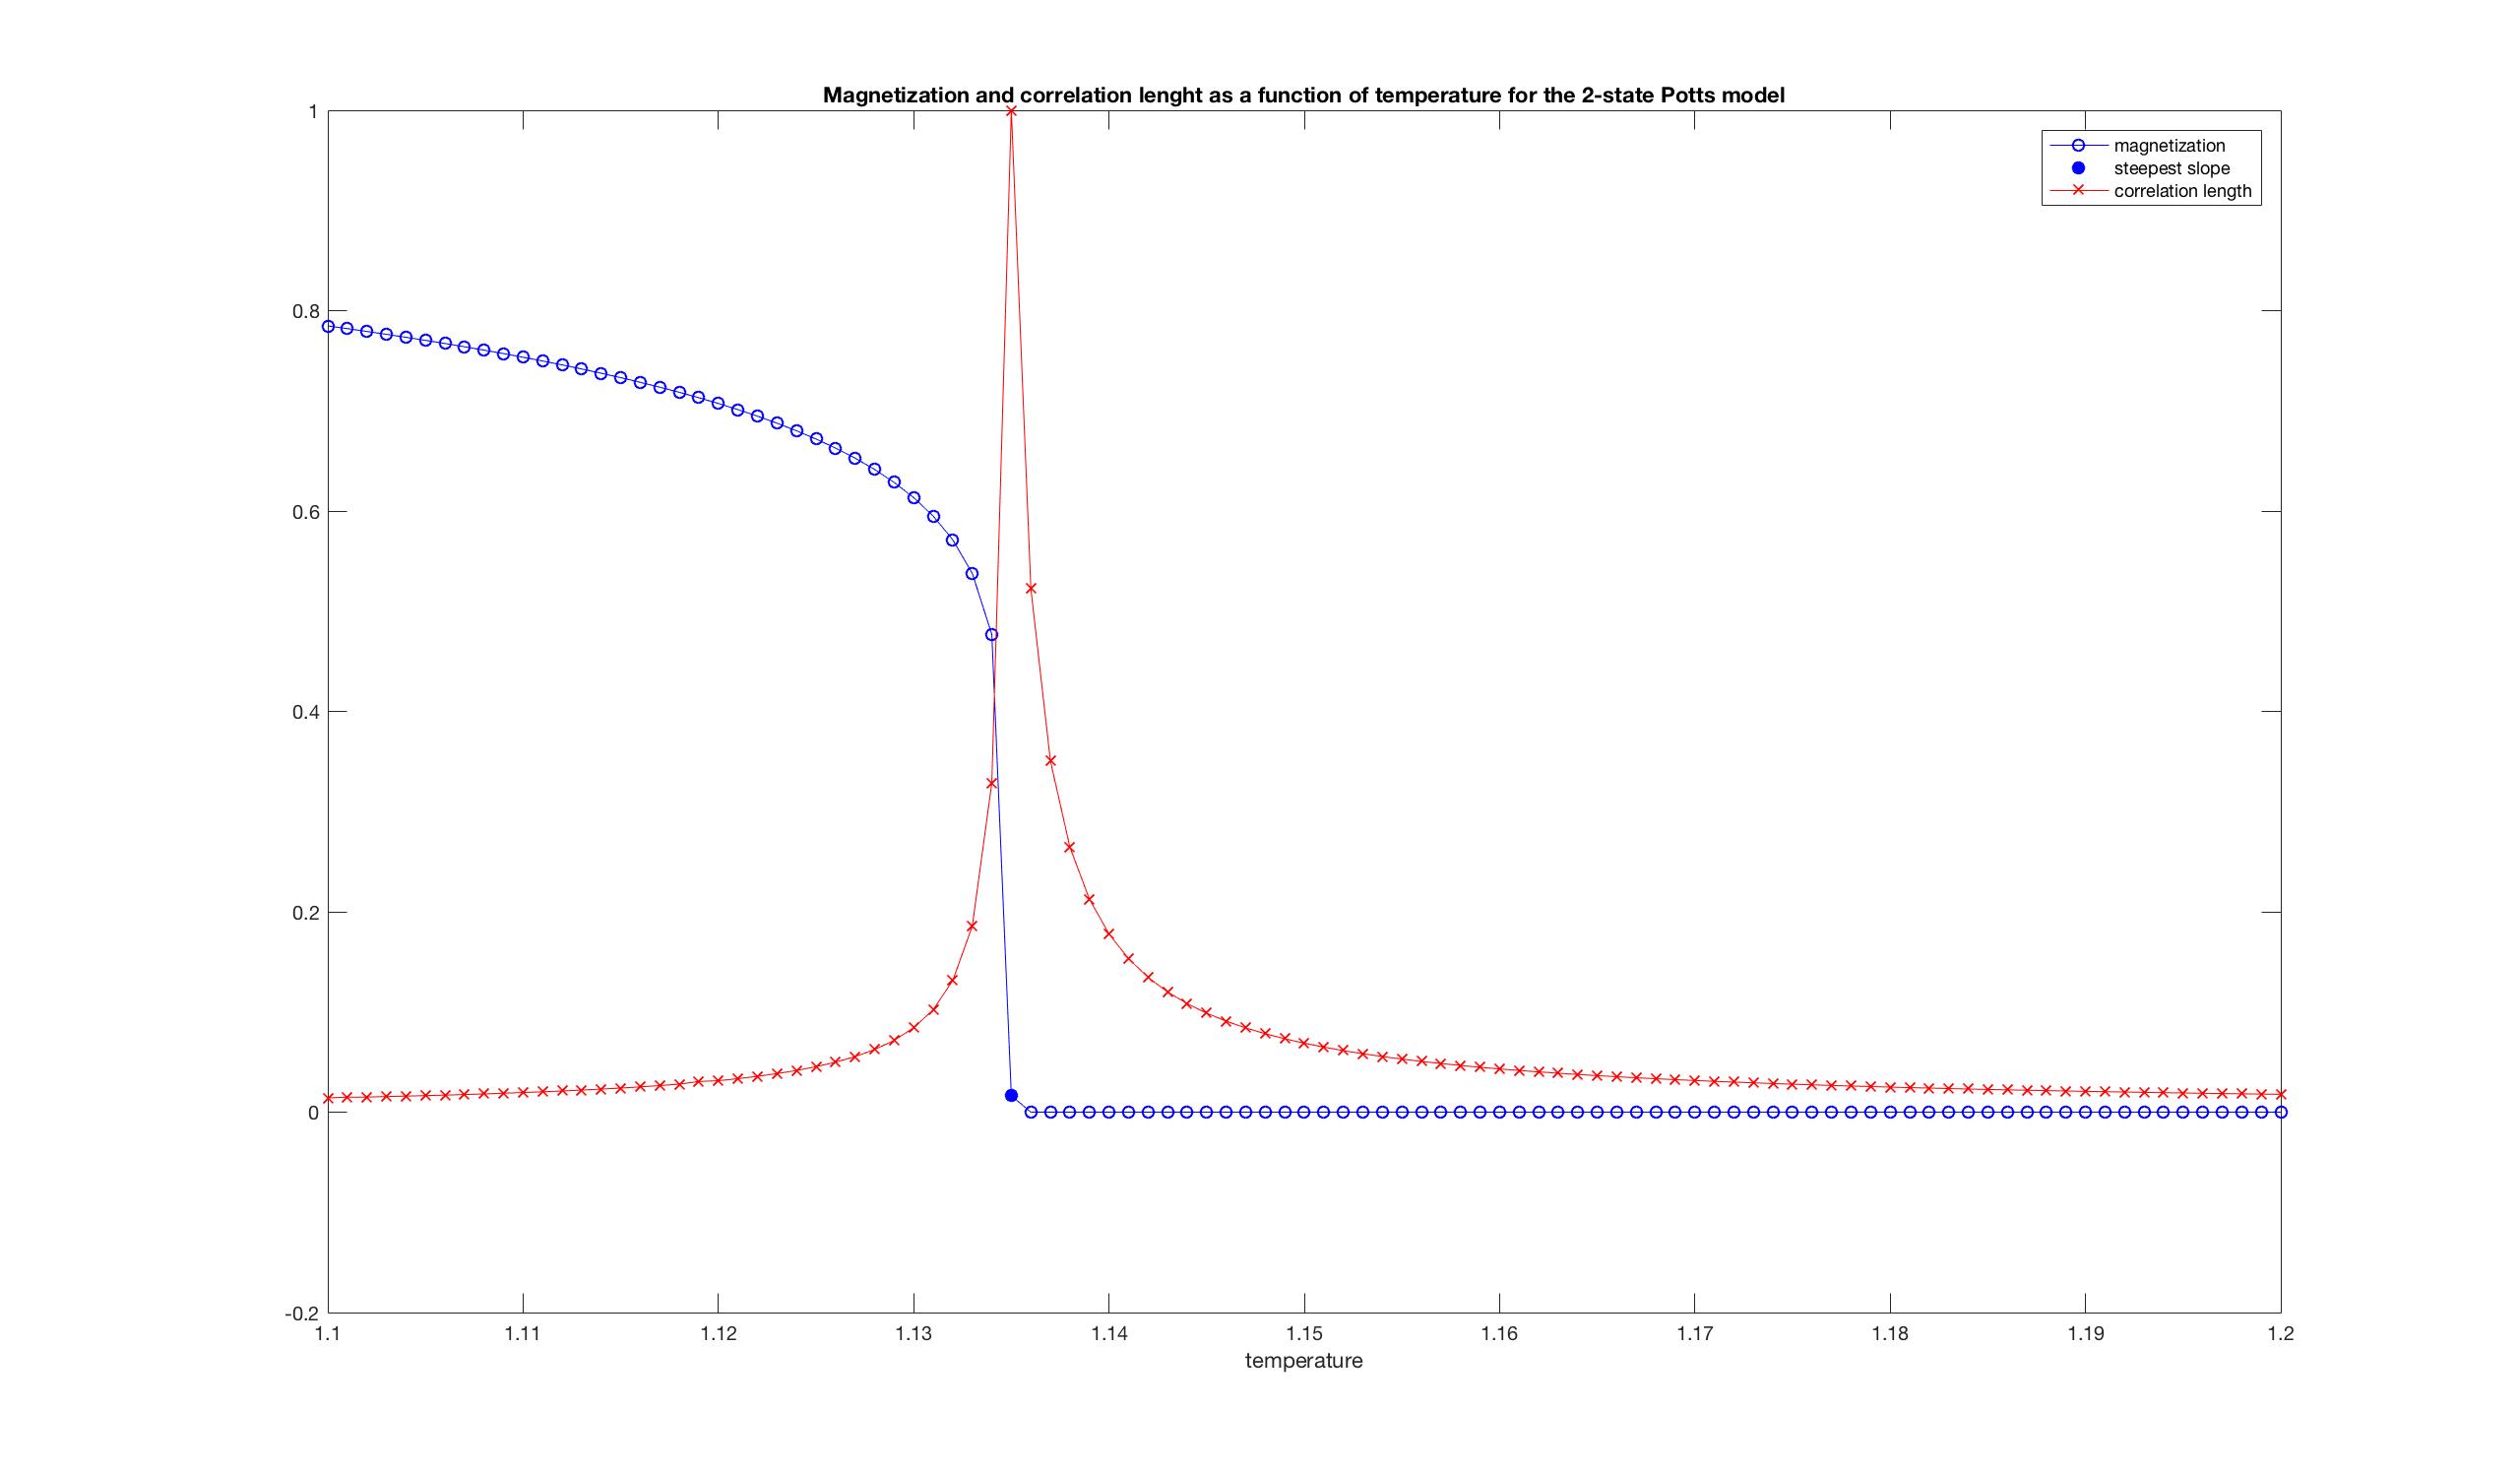 Magnetization and correlation lenght as a function of temperature for the 2-state Potts model
magnetization
steepest slope
correlation length
1
0.8
0.6
0.4
0.2
0
-0.2
1.1 1.11 1.12 1.13 1.14 1.15 1.16 1.17 1.18 1.19 1.2
temperature